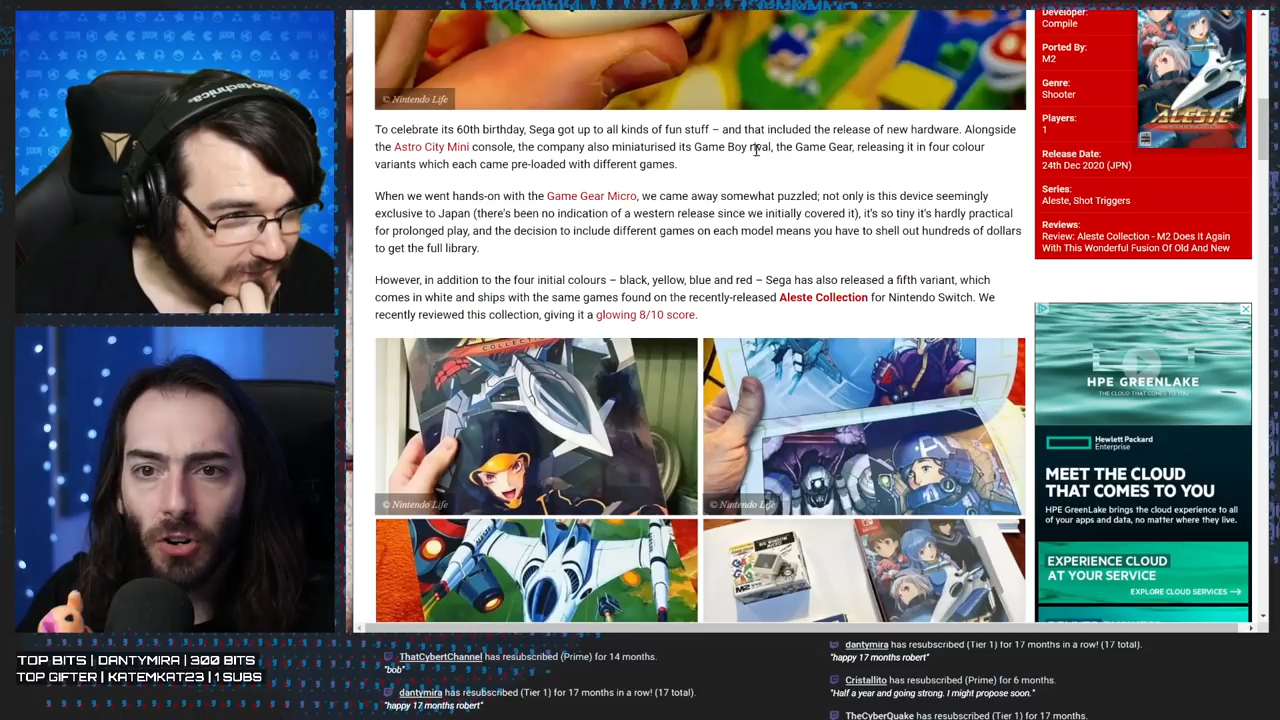 audio-technica
© Nintendo Life
To celebrate its 60th birthday, Sega got up to all kinds of fun stuff – and that included the release of new hardware. Alongside
the Astro City Mini console, the company also miniaturised its Game Boy rival, the Game Gear, releasing it in four colour
variants which each came pre-loaded with different games.
When we went hands-on with the Game Gear Micro, we came away somewhat puzzled; not only is this device seemingly
exclusive to Japan (there's been no indication of a western release since we initially covered it), it's so tiny it's hardly practical
for prolonged play, and the decision to include different games on each model means you have to shell out hundreds of dollars
to get the full library.
However, in addition to the four initial colours – black, yellow, blue and red – Sega has also released a fifth variant, which
comes in white and ships with the same games found on the recently-released Aleste Collection for Nintendo Switch. We
recently reviewed this collection, giving it a glowing 8/10 score.
© Nintendo Life
© Nintendo Life
M2
Developer:
Compile
Ported By:
M2
Genre:
Shooter
Players:
1
Release Date:
24th Dec 2020 (JPN)
Series:
Aleste, Shot Triggers
Reviews:
Review: Aleste Collection - M2 Does It Again
With This Wonderful Fusion Of Old And New
ALESTE
HPE GREENLAKE
THE CLOUD THAT COMES TO YOU
Hewlett Packard
Enterprise
MEET THE CLOUD
THAT COMES TO YOU
HPE GreenLake brings the cloud experience to all
of your apps and data, no matter where they live.
EXPERIENCE CLOUD
AT YOUR SERVICE
EXPLORE CLOUD SERVICES →
TOP BITS | DANTYMIRA | 300 BITS
TOP GIFTER | KATEMKAT23 | 1 SUBS
ThatCybertChannel has resubscribed (Prime) for 14 months.
"bob"
dantymira has resubscribed (Tier 1) for 17 months in a row! (17 total).
"happy 17 months robert"
dantymira has resubscribed (Tier 1) for 17 months in a row! (17 total).
"happy 17 months robert"
Cristallito has resubscribed (Prime) for 6 months.
"Half a year and going strong. I might propose soon."
TheCyberQuake has resubscribed (Tier 1) for 17 months.